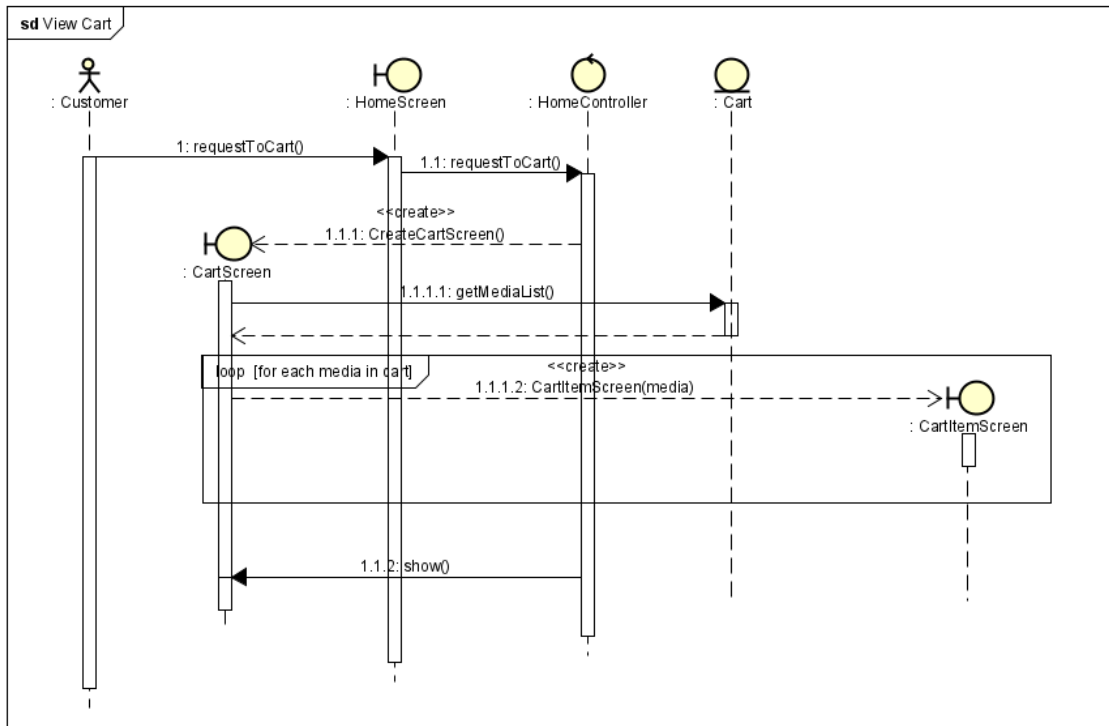 sd View Cart
: Customer
: HomeScreen
: HomeController
: Cart
1: requestToCart()
1.1: requestToCart()
<<create>>
1.1.1: CreateCartScreen()
: CartScreen
1.1.1.1: getMediaList()
loop [for each media in cart]
<<create>>
1.1.1.2: CartItemScreen(media)
: CartItemScreen
1.1.2: show()